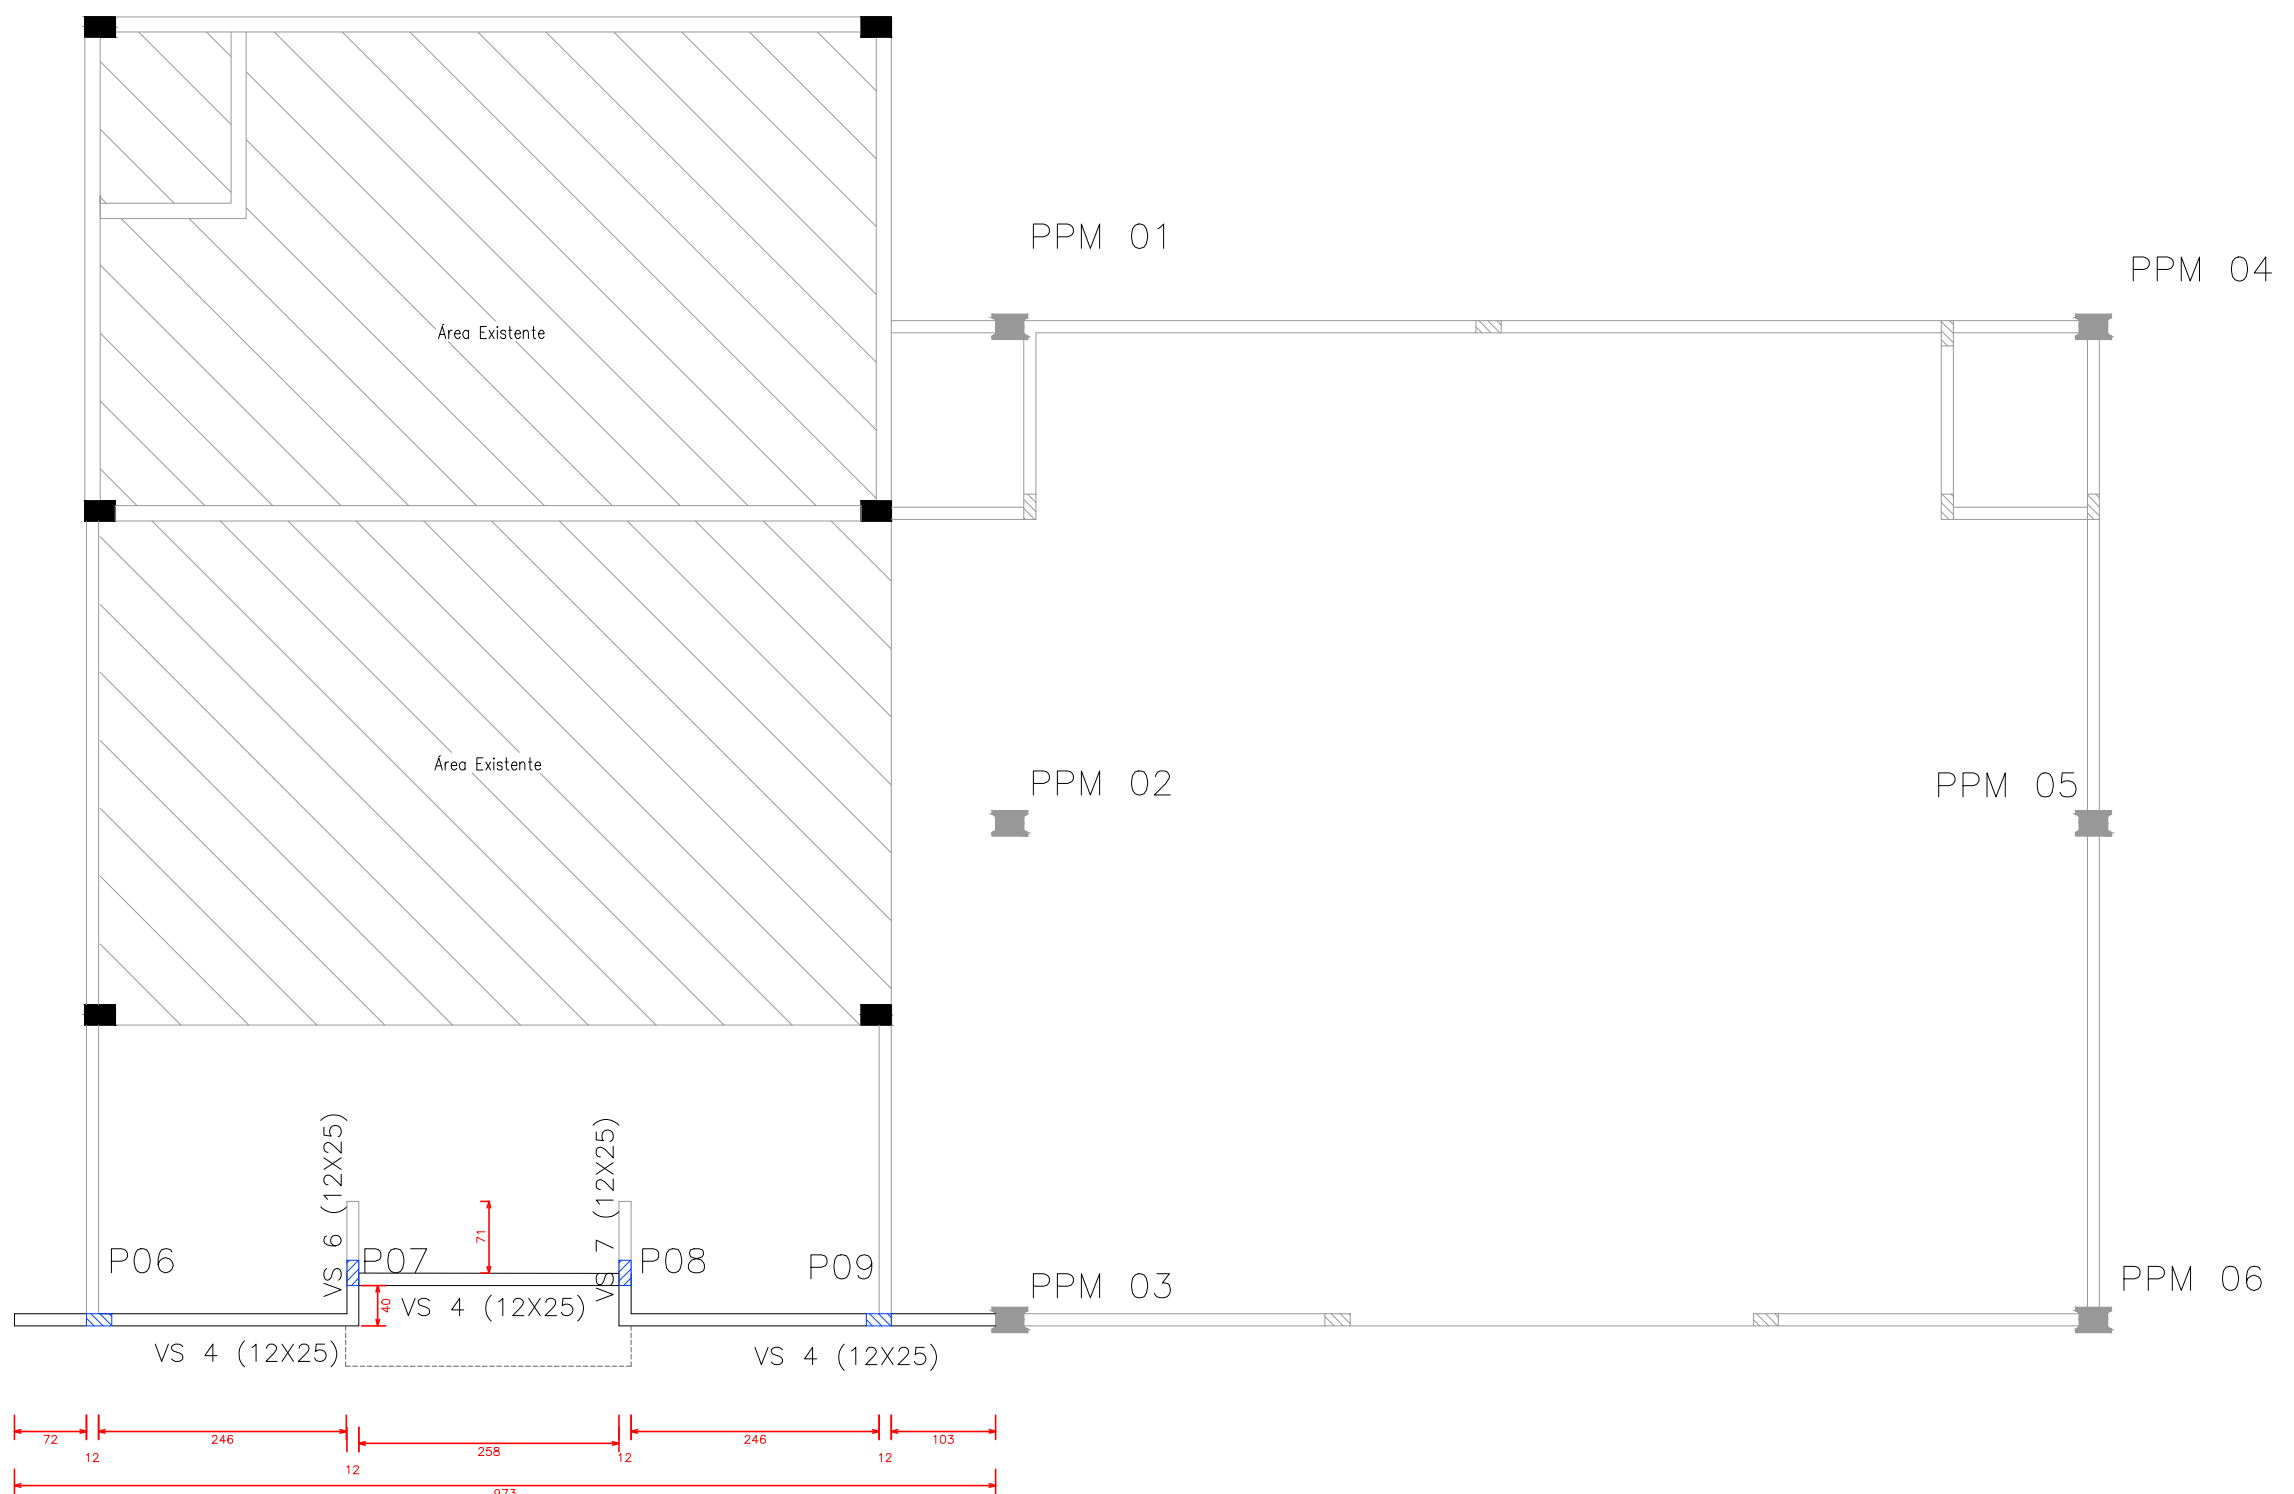 PPM 01
PPM 04
Área Existente
Área Existente
PPM 02
PPM 05
VS 6 (12X25)
VS 7 (12X25)
71
P06
P07
P08
P09
PPM 03
PPM 06
40
VS 4 (12X25)
VS 4 (12X25)
VS 4 (12X25)
72
246
258
246
103
12
12
12
12
973